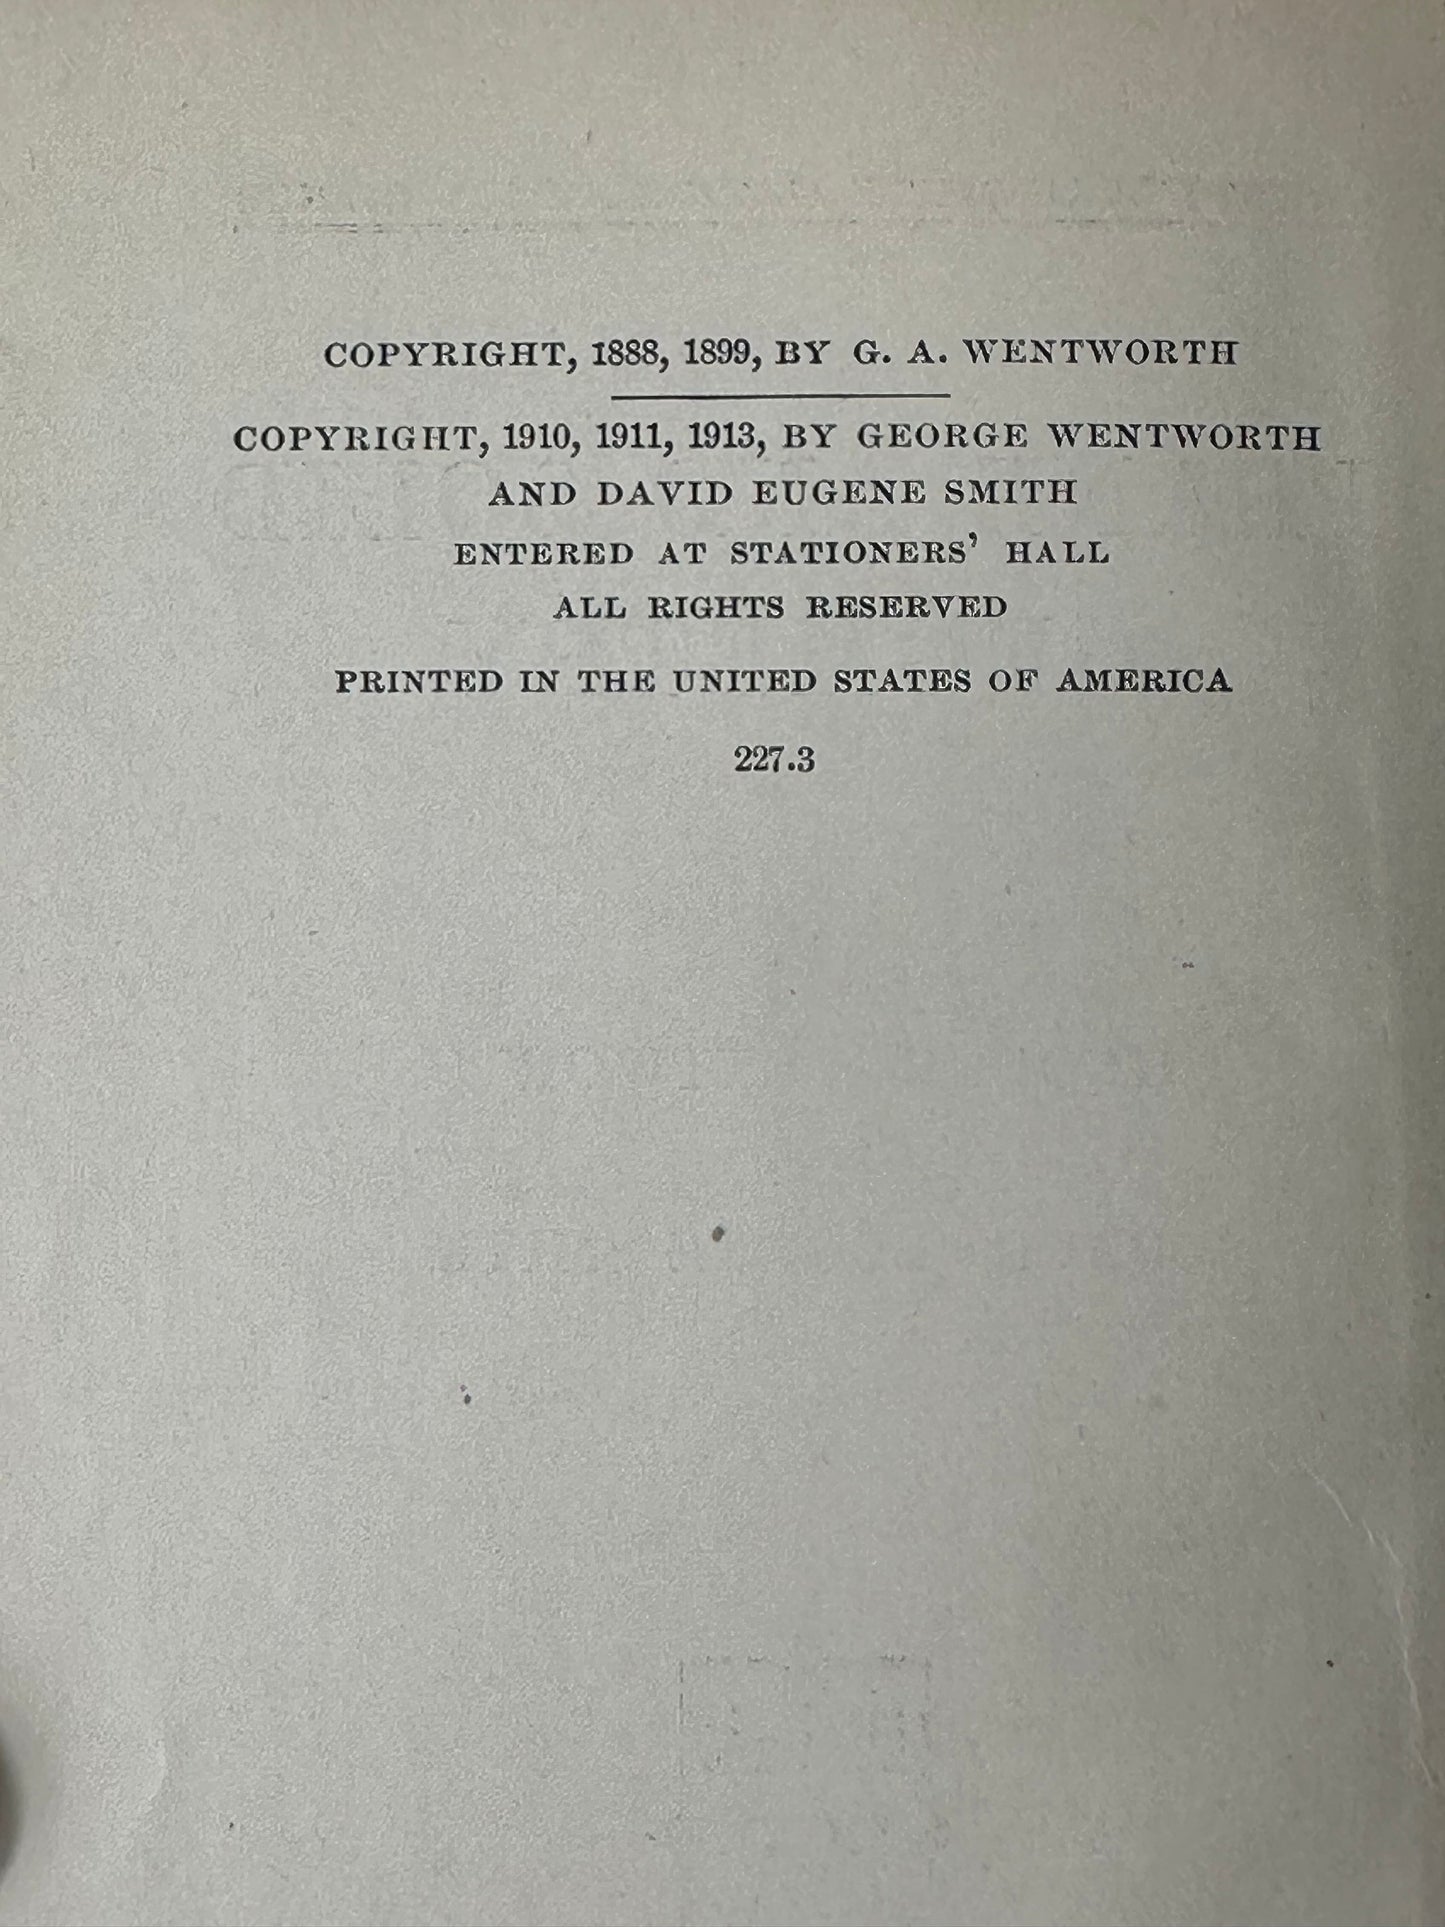 COPYRIGHT, 1888, 1899, BY G. A. WENTWORTH
COPYRIGHT, 1910, 1911, 1913, BY GEORGE WENTWORTH
AND DAVID EUGENE SMITH
ENTERED AT STATIONERS' HALL
ALL RIGHTS RESERVED
PRINTED IN THE UNITED STATES OF AMERICA
227.3